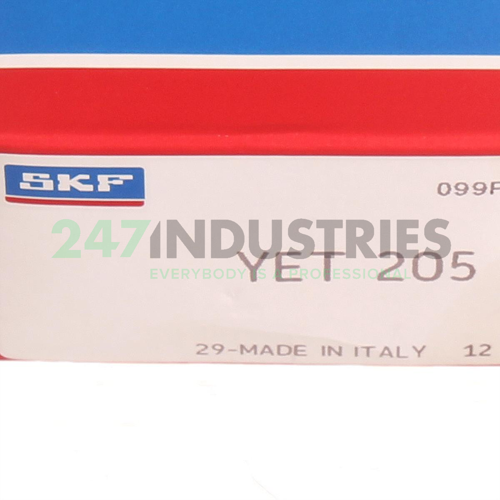 SKF
099F
247INDUSTRIES
EVERYBODY IS A PROFESSIONAL
YET 205
29-MADE IN ITALY 12